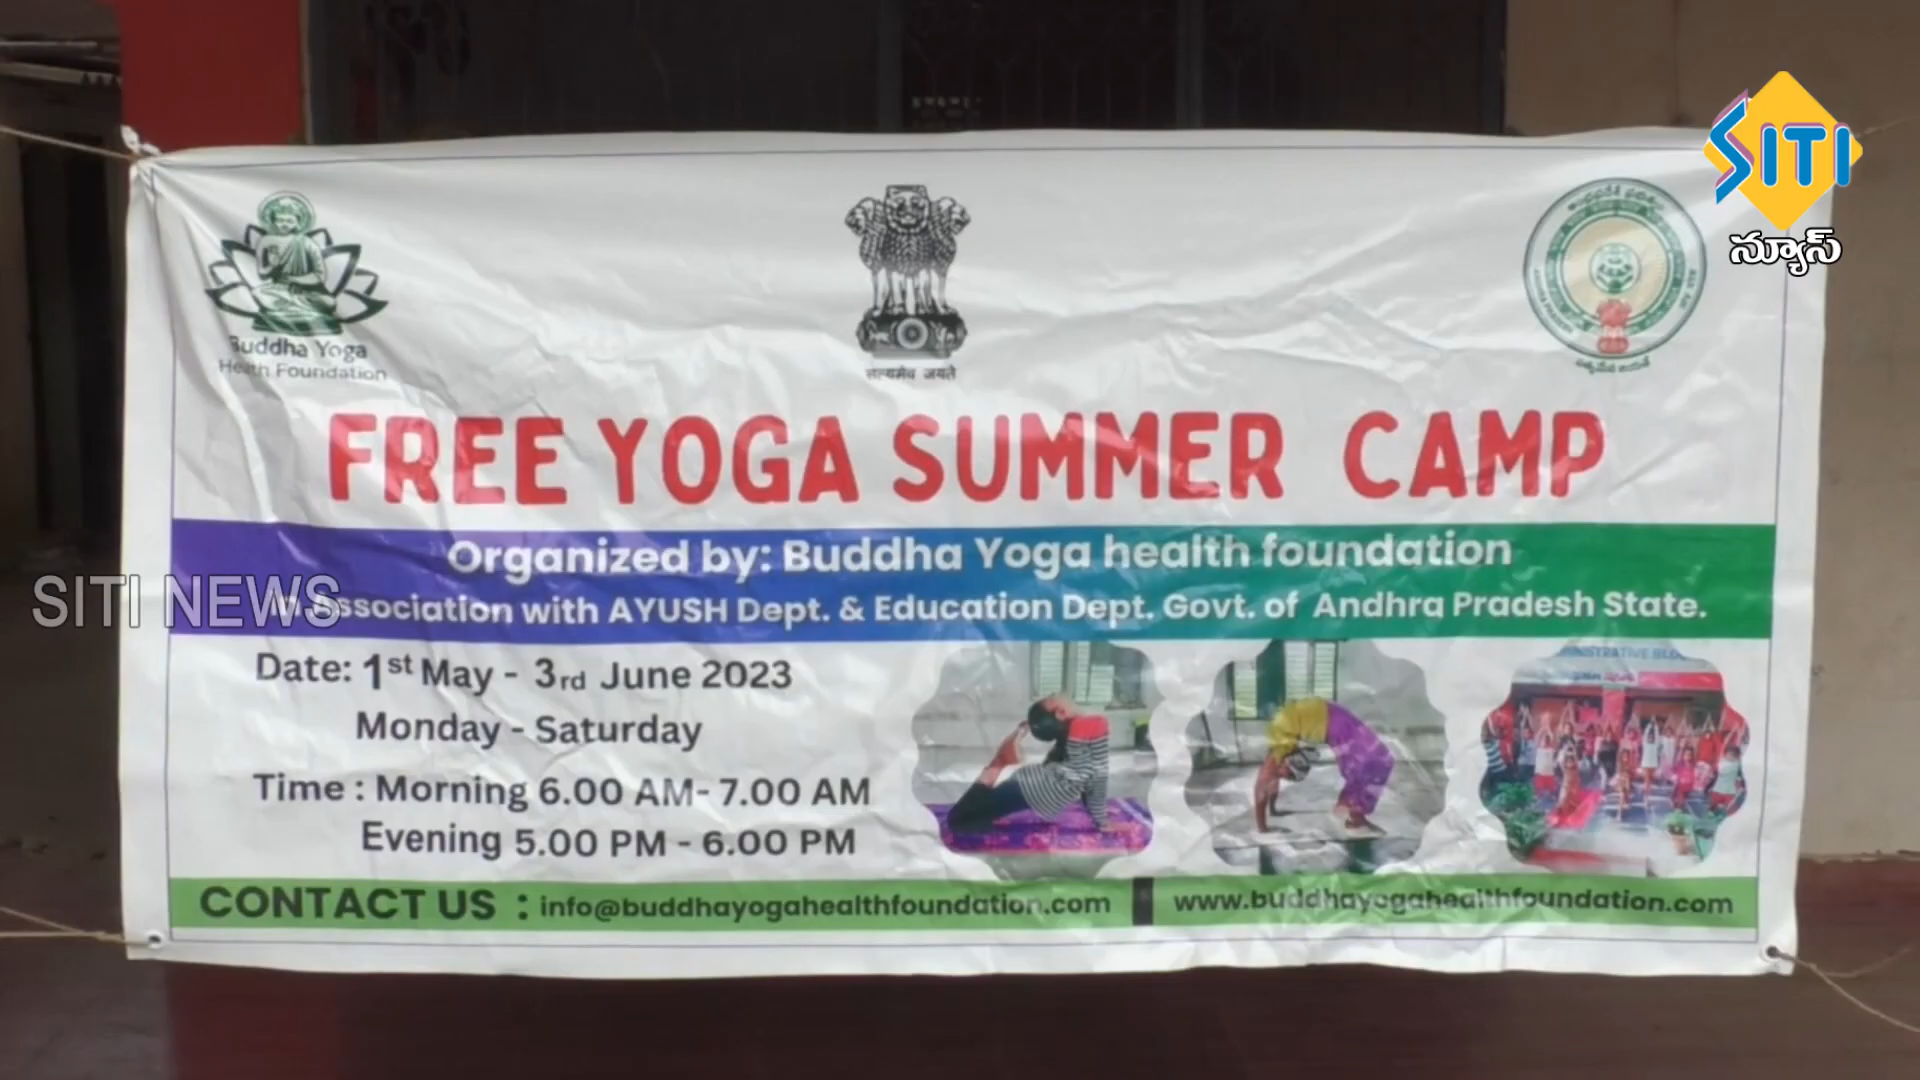 SITI
న్యూస్
Buddha Yoga
Health Foundation
सत्यमेव जयते
FREE YOGA SUMMER CAMP
Organized by: Buddha Yoga health foundation
In Association with AYUSH Dept. & Education Dept. Govt. of Andhra Pradesh State.
SITI NEWS
Date: 1st May - 3rd June 2023
Monday - Saturday
Time : Morning 6.00 AM- 7.00 AM
Evening 5.00 PM - 6.00 PM
CONTACT US : info@buddhayogahealthfoundation.com | www.buddhayogahealthfoundation.com